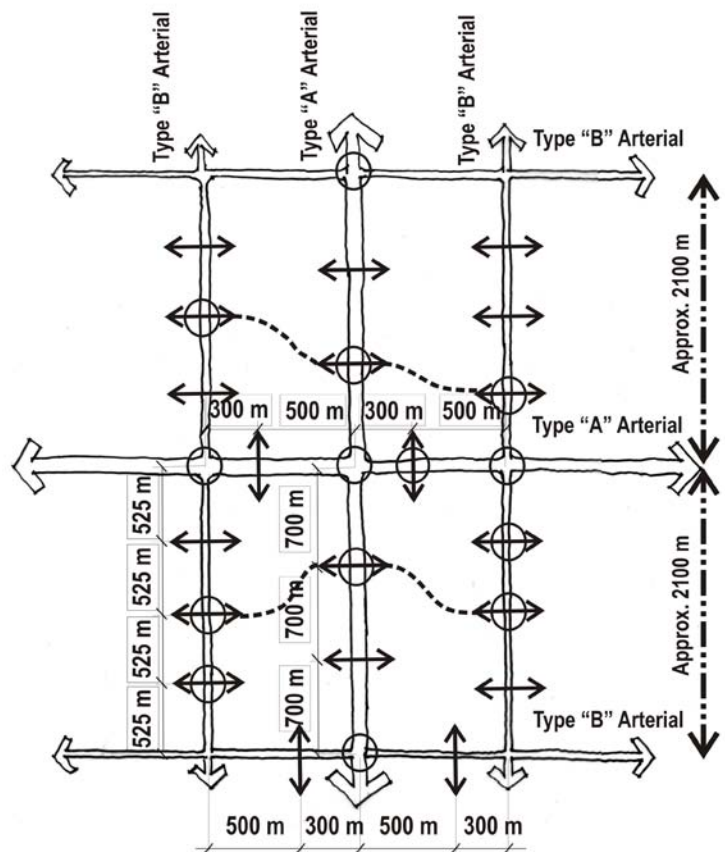 Type “B” Arterial
Type “A” Arterial
Type “B” Arterial
Type “B” Arterial
Approx. 2100 m
300 m
500 m
300 m
500 m
Type “A” Arterial
525 m
525 m
525 m
525 m
700 m
700 m
700 m
Approx. 2100 m
Type “B” Arterial
500 m
300 m
500 m
300 m